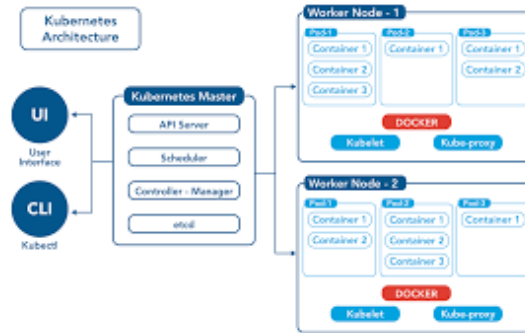 Kubernetes
Architecture
UI
User
Interface
CLI
Kubectl
Kubernetes Master
API Server
Scheduler
Controller - Manager
etcd
Worker Node - 1
Pod-1
Container 1
Container 2
Container 3
Pod-2
Container 1
Pod-3
Container 1
Container 2
DOCKER
Kubelet
Kube-proxy
Worker Node - 2
Pod-1
Container 1
Container 2
Pod-2
Container 1
Container 2
Container 3
Pod-3
Container 1
DOCKER
Kubelet
Kube-proxy